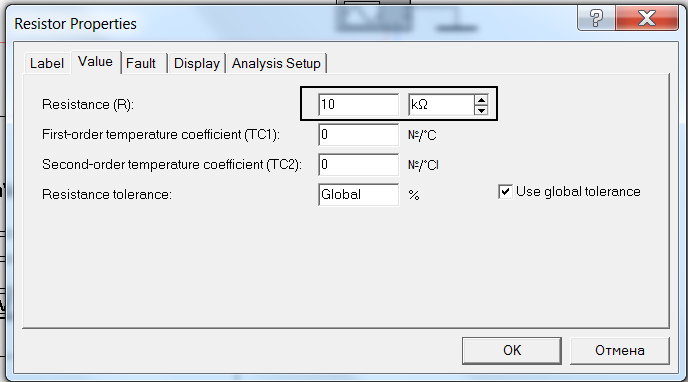 Resistor Properties
Label Value Fault Display Analysis Setup
Resistance (R): 10 kΩ
First-order temperature coefficient (TC1): 0 №/°C
Second-order temperature coefficient (TC2): 0 №/°CI
Resistance tolerance: Global % Use global tolerance
OK Отмена